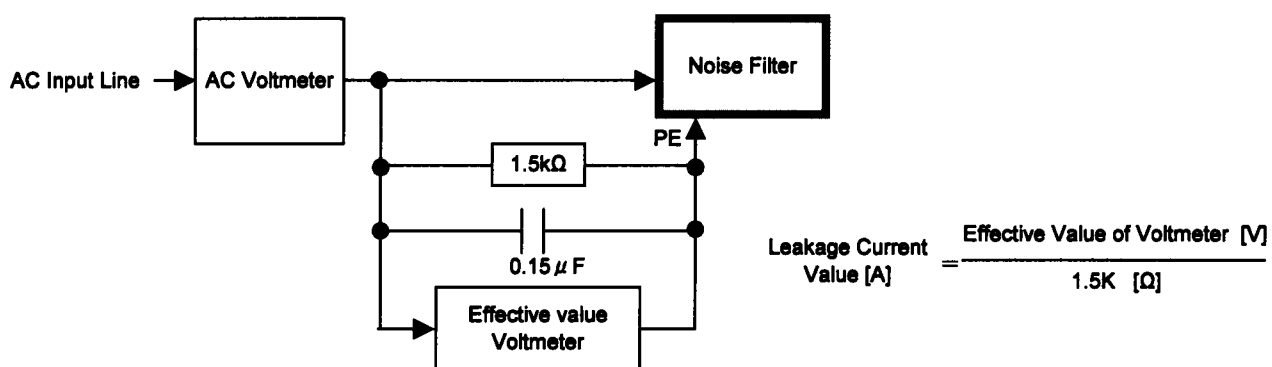 AC Input Line
AC Voltmeter
Noise Filter
PE
1.5kΩ
0.15μF
Effective value
Voltmeter
Leakage Current
Value [A]
=
Effective Value of Voltmeter [V]
1.5K [Ω]